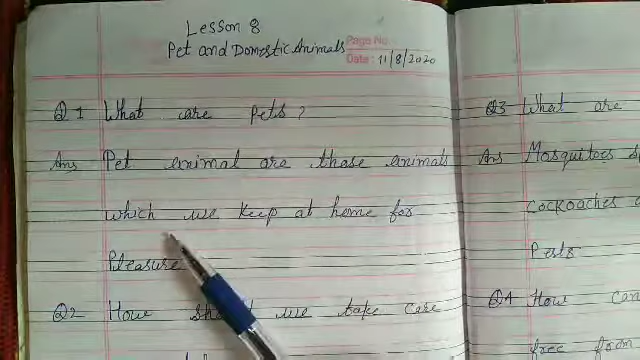 Lesson 8
Pet and Domestic Animals
Page No.
Date : 11/8/2020
Q1 What are pets?
Ans Pet animal are those animals
which we keep at home for
Pleasure
Q2 How should we take care
Q3 What are
Ans Mosquitoes
Cockoaches
Pests
Q4 How can
free from